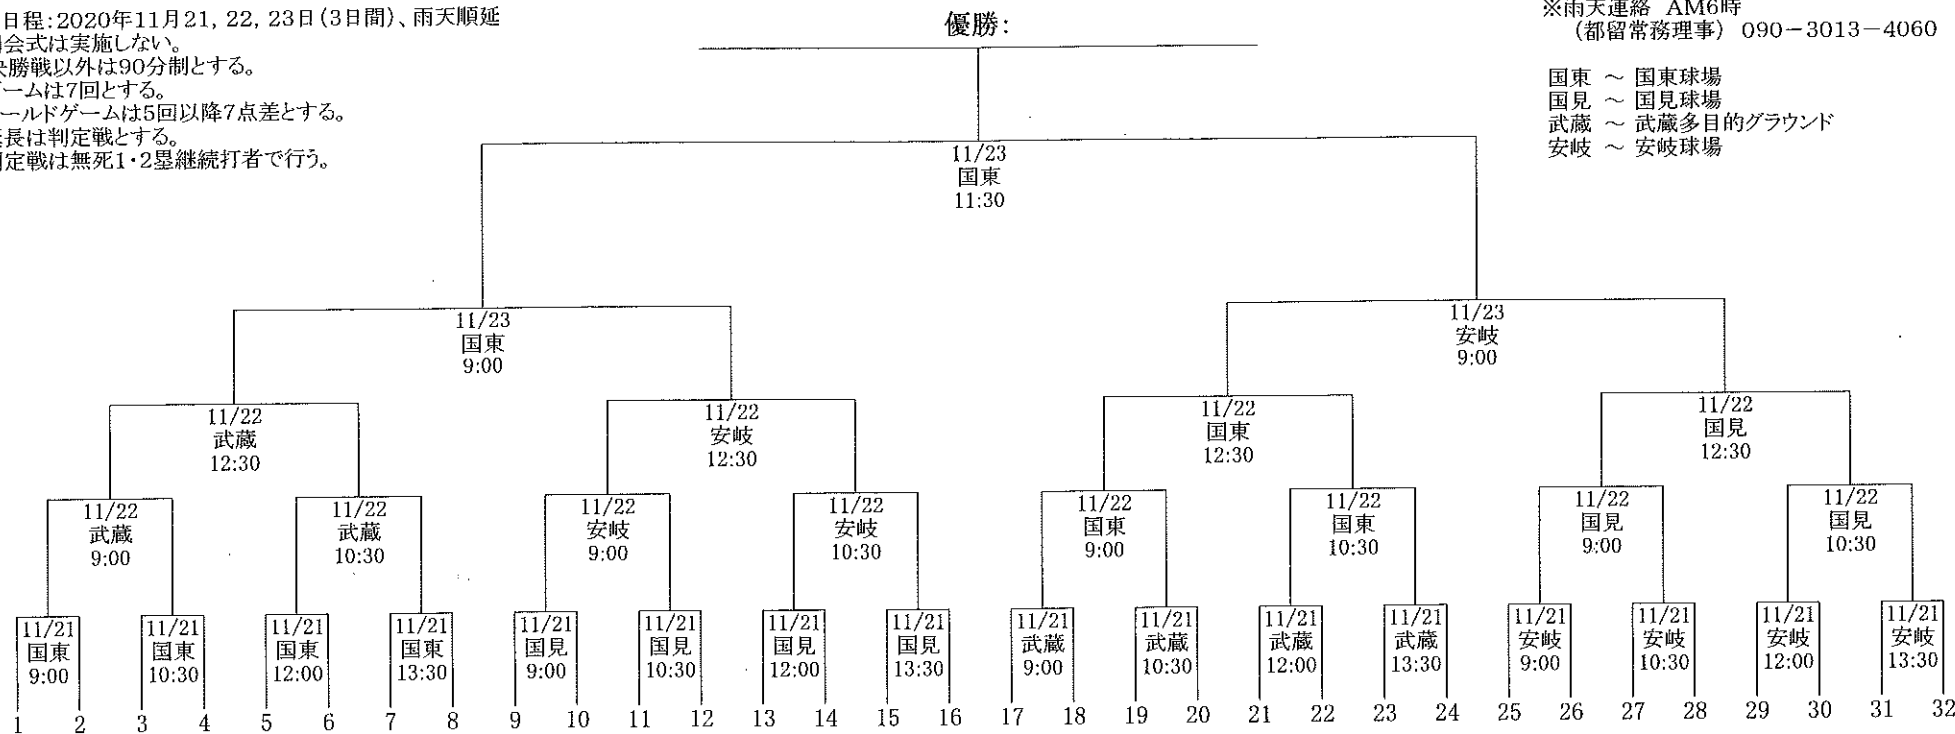 日程:2020年11月21, 22, 23日(3日間)、雨天順延
会式は実施しない。
勝戦以外は90分制とする。
ームは7回とする。
ールドゲームは5回以降7点差とする。
長は判定戦とする。
定戦は無死1・2塁継続打者で行う。
優勝:
※雨天連絡 AM6時
(都留常務理事) 090-3013-4060
国東 ～ 国東球場
国見 ～ 国見球場
武蔵 ～ 武蔵多目的グラウンド
安岐 ～ 安岐球場
11/23
国東
11:30
11/23 11/23
国東 安岐
9:00 9:00
11/22 11/22 11/22 11/22
武蔵 安岐 国東 国見
12:30 12:30 12:30 12:30
11/22 11/22 11/22 11/22 11/22 11/22 11/22 11/22
武蔵 武蔵 安岐 安岐 国東 国東 国見 国見
9:00 10:30 9:00 10:30 9:00 10:30 9:00 10:30
11/21 11/21 11/21 11/21 11/21 11/21 11/21 11/21 11/21 11/21 11/21 11/21 11/21 11/21 11/21 11/21
国東 国東 国東 国東 国見 国見 国見 国見 武蔵 武蔵 武蔵 武蔵 安岐 安岐 安岐 安岐
9:00 10:30 12:00 13:30 9:00 10:30 12:00 13:30 9:00 10:30 12:00 13:30 9:00 10:30 12:00 13:30
1 2 3 4 5 6 7 8 9 10 11 12 13 14 15 16 17 18 19 20 21 22 23 24 25 26 27 28 29 30 31 32